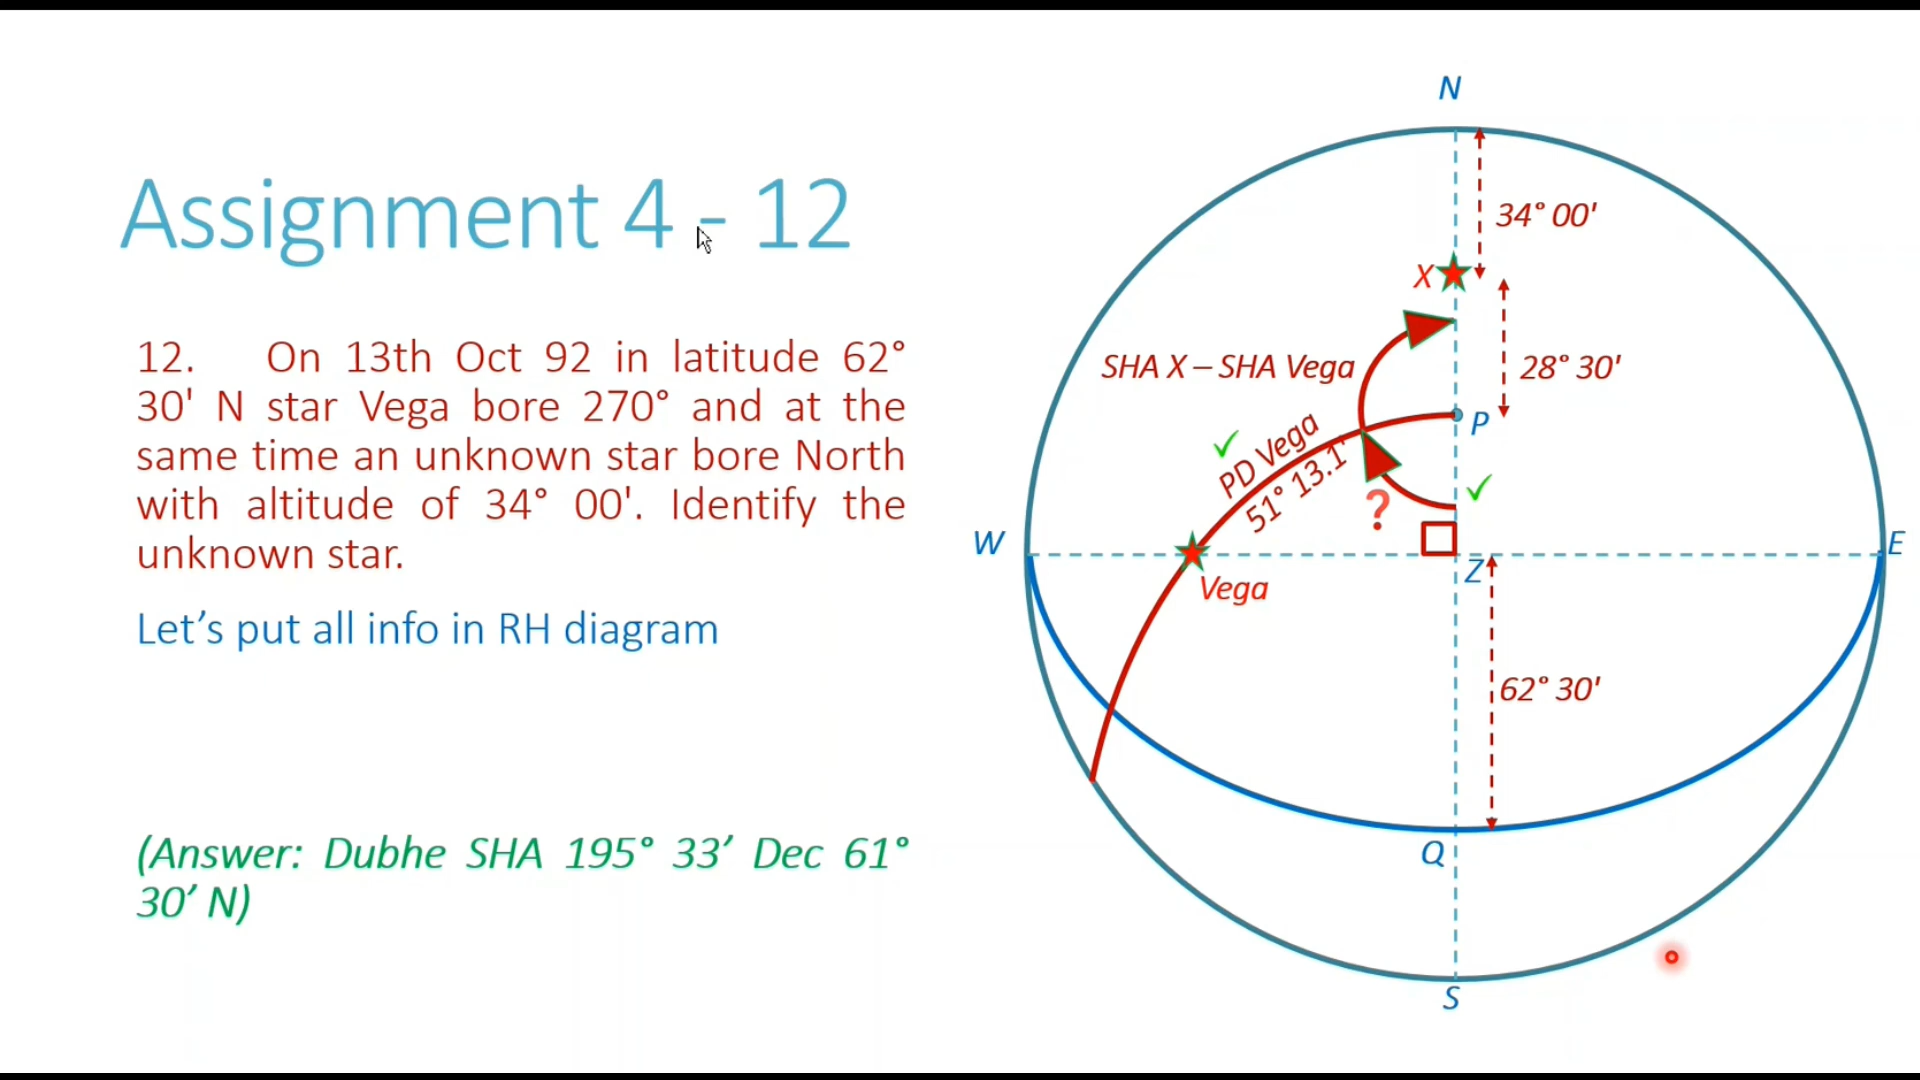 Assignment 4 - 12
12. On 13th Oct 92 in latitude 62°
30' N star Vega bore 270° and at the
same time an unknown star bore North
with altitude of 34° 00'. Identify the
unknown star.
Let’s put all info in RH diagram
(Answer: Dubhe SHA 195° 33’ Dec 61°
30’ N)
N
34° 00'
X
SHA X – SHA Vega
28° 30'
P
PD Vega
51° 13.1'
?
W
E
Z
Vega
62° 30'
Q
S